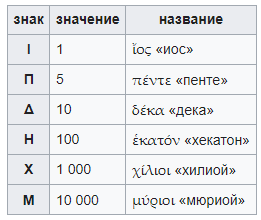 знак значение название
Ι 1 ἴος «иос»
Π 5 πέντε «пенте»
Δ 10 δέκα «дека»
Η 100 ἑκατόν «хекатон»
Χ 1 000 χίλιοι «хилиой»
Μ 10 000 μύριοι «мюриой»